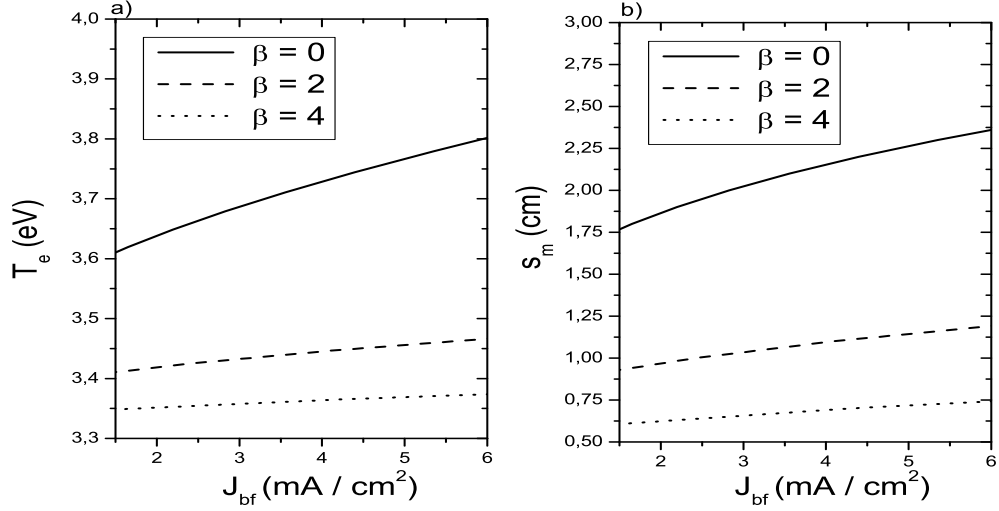 a)
4,0
3,9
3,8
3,7
3,6
3,5
3,4
3,3
T_e (eV)
β = 0
β = 2
β = 4
2 3 4 5 6
J_bf (mA / cm²)
b)
3,00
2,75
2,50
2,25
2,00
1,75
1,50
1,25
1,00
0,75
0,50
s_m (cm)
β = 0
β = 2
β = 4
2 3 4 5 6
J_bf (mA / cm²)